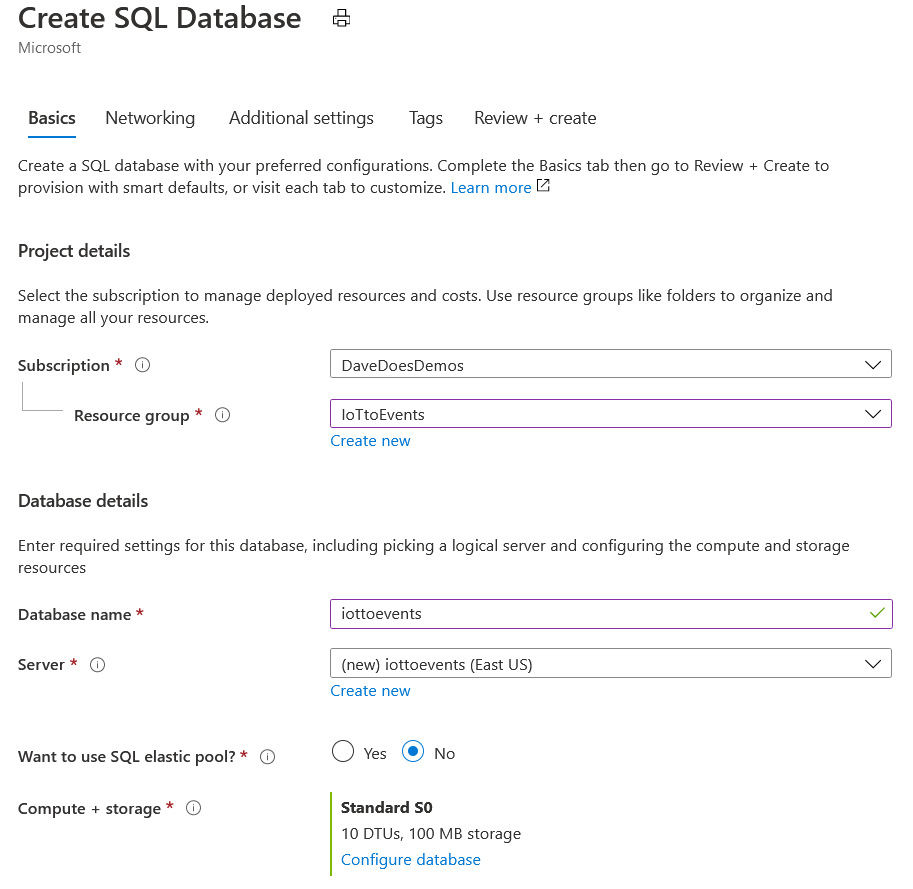 Create SQL Database
Microsoft
Basics Networking Additional settings Tags Review + create
Create a SQL database with your preferred configurations. Complete the Basics tab then go to Review + Create to
provision with smart defaults, or visit each tab to customize. Learn more
Project details
Select the subscription to manage deployed resources and costs. Use resource groups like folders to organize and
manage all your resources.
Subscription * DaveDoesDemos
Resource group * IoTtoEvents
Create new
Database details
Enter required settings for this database, including picking a logical server and configuring the compute and storage
resources
Database name * iottoevents
Server * (new) iottoevents (East US)
Create new
Want to use SQL elastic pool? * Yes No
Compute + storage * Standard S0
10 DTUs, 100 MB storage
Configure database